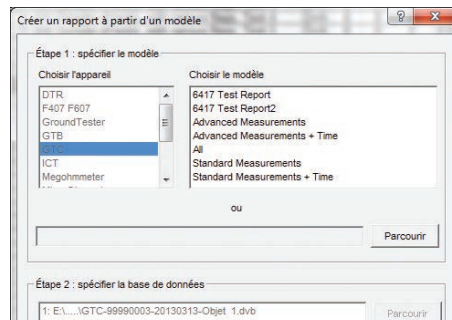 Créer un rapport à partir d'un modèle
Étape 1 : spécifier le modèle
Choisir l'appareil
Choisir le modèle
DTR
F407 F607
GroundTester
GTB
GTC
ICT
Megohmmeter
6417 Test Report
6417 Test Report2
Advanced Measurements
Advanced Measurements + Time
All
Standard Measurements
Standard Measurements + Time
ou
Parcourir
Étape 2 : spécifier la base de données
1: E:\.....\GTC-99990003-20130313-Objet 1.dvb
Parcourir